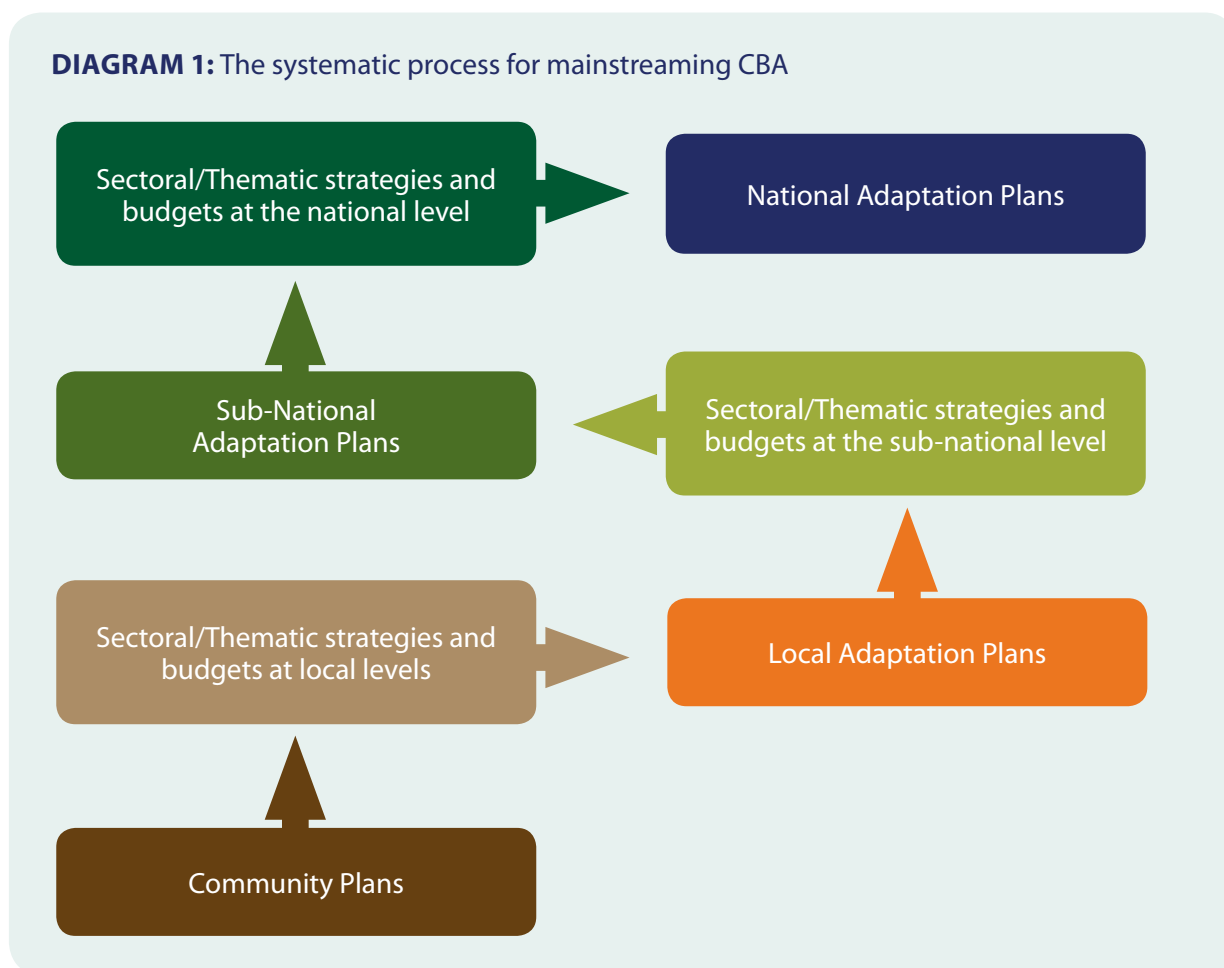 DIAGRAM 1: The systematic process for mainstreaming CBA
Sectoral/Thematic strategies and
budgets at the national level
National Adaptation Plans
Sub-National
Adaptation Plans
Sectoral/Thematic strategies and
budgets at the sub-national level
Sectoral/Thematic strategies and
budgets at local levels
Local Adaptation Plans
Community Plans